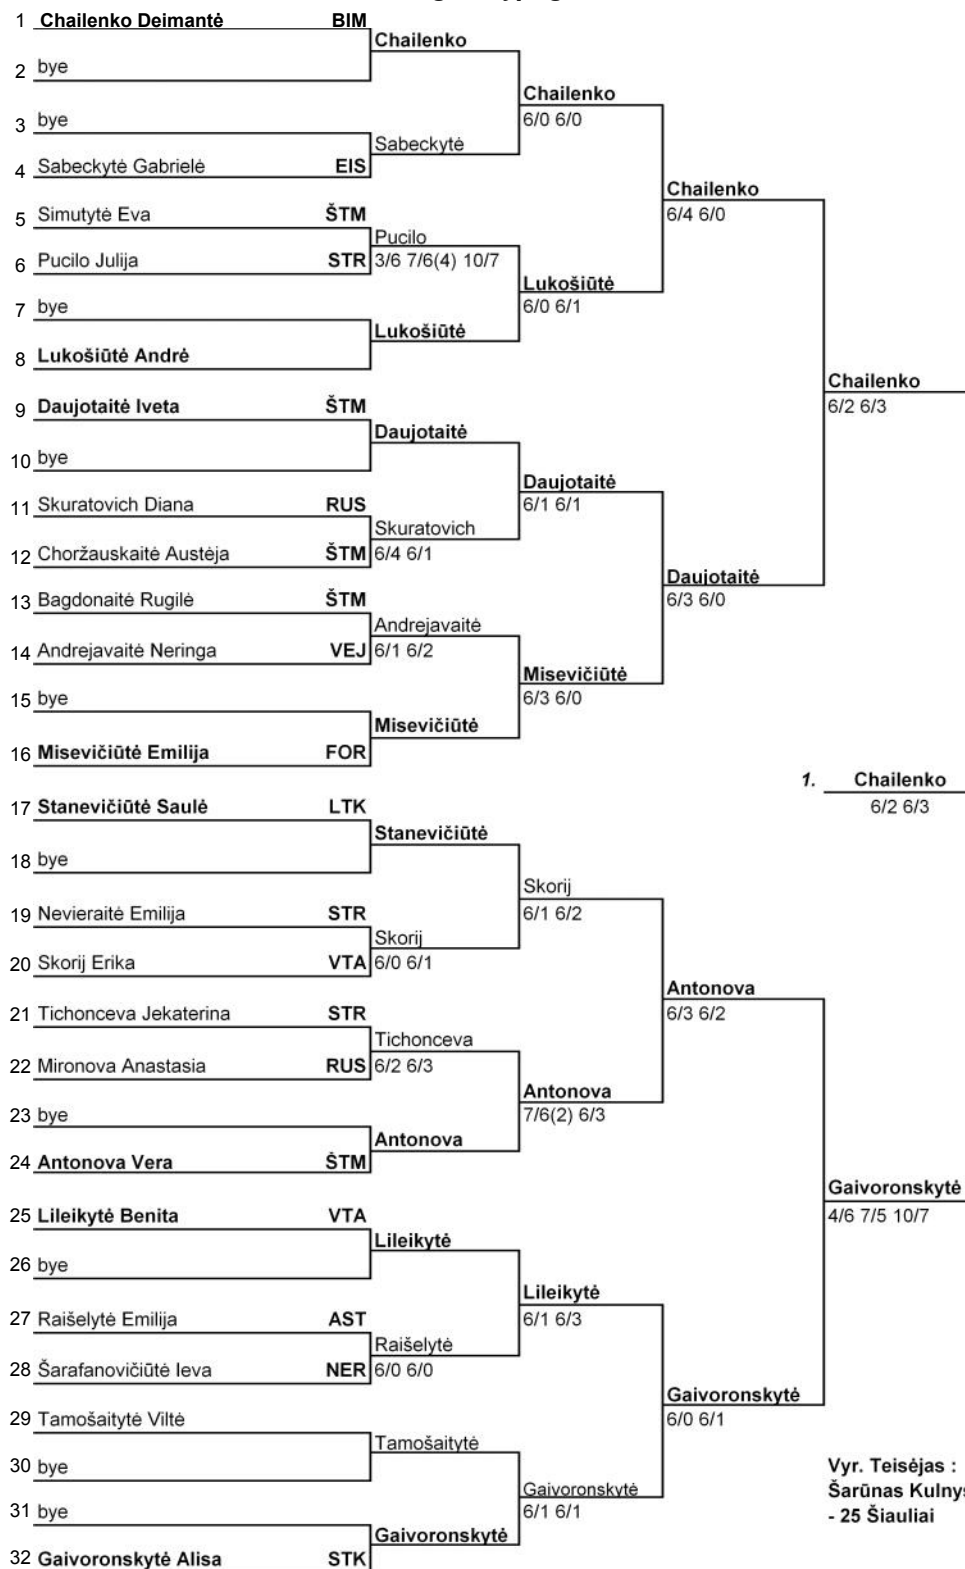 1 Chailenko Deimantė BIM
Chailenko
2 bye
Chailenko
6/0 6/0
3 bye
Sabeckytė
4 Sabeckytė Gabrielė EIS
Chailenko
6/4 6/0
5 Simutytė Eva ŠTM
Pucilo
3/6 7/6(4) 10/7
6 Pucilo Julija STR
Lukošiūtė
6/0 6/1
7 bye
Lukošiūtė
8 Lukošiūtė Andrė
Chailenko
6/2 6/3
9 Daujotaitė Iveta ŠTM
Daujotaitė
10 bye
Daujotaitė
6/1 6/1
11 Skuratovich Diana RUS
Skuratovich
6/4 6/1
12 Choržauskaitė Austėja ŠTM
Daujotaitė
6/3 6/0
13 Bagdonaitė Rugilė ŠTM
Andrejavaitė
6/1 6/2
14 Andrejavaitė Neringa VEJ
Misevičiūtė
6/3 6/0
15 bye
Misevičiūtė
16 Misevičiūtė Emilija FOR
1. Chailenko
6/2 6/3
17 Stanevičiūtė Saulė LTK
Stanevičiūtė
18 bye
Skorij
6/1 6/2
19 Nevieraitė Emilija STR
Skorij
6/0 6/1
20 Skorij Erika VTA
Antonova
6/3 6/2
21 Tichonceva Jekaterina STR
Tichonceva
6/2 6/3
22 Mironova Anastasia RUS
Antonova
7/6(2) 6/3
23 bye
Antonova
24 Antonova Vera ŠTM
Gaivoronskytė
4/6 7/5 10/7
25 Lileikytė Benita VTA
Lileikytė
26 bye
Lileikytė
6/1 6/3
27 Raišelytė Emilija AST
Raišelytė
6/0 6/0
28 Šarafanovičiūtė Ieva NER
Gaivoronskytė
6/0 6/1
29 Tamošaitytė Viltė
Tamošaitytė
30 bye
Gaivoronskytė
6/1 6/1
31 bye
Gaivoronskytė
32 Gaivoronskytė Alisa STK
Vyr. Teisėjas :
Šarūnas Kulnys
- 25 Šiauliai